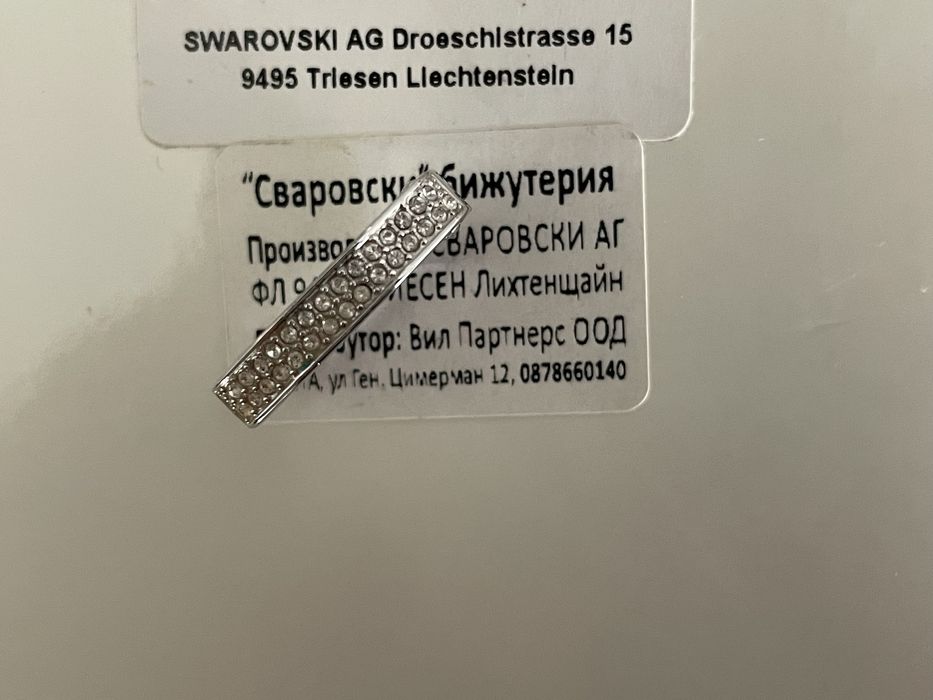 SWAROVSKI AG Droeschistrasse 15
9495 Triesen Liechtenstein
"Сваровски" бижутерия
СВАРОВСКИ АГ
ФЛ Лихтенщайн
Вил Партнерс ООД
ул Ген. Цимерман 12, 0878660140